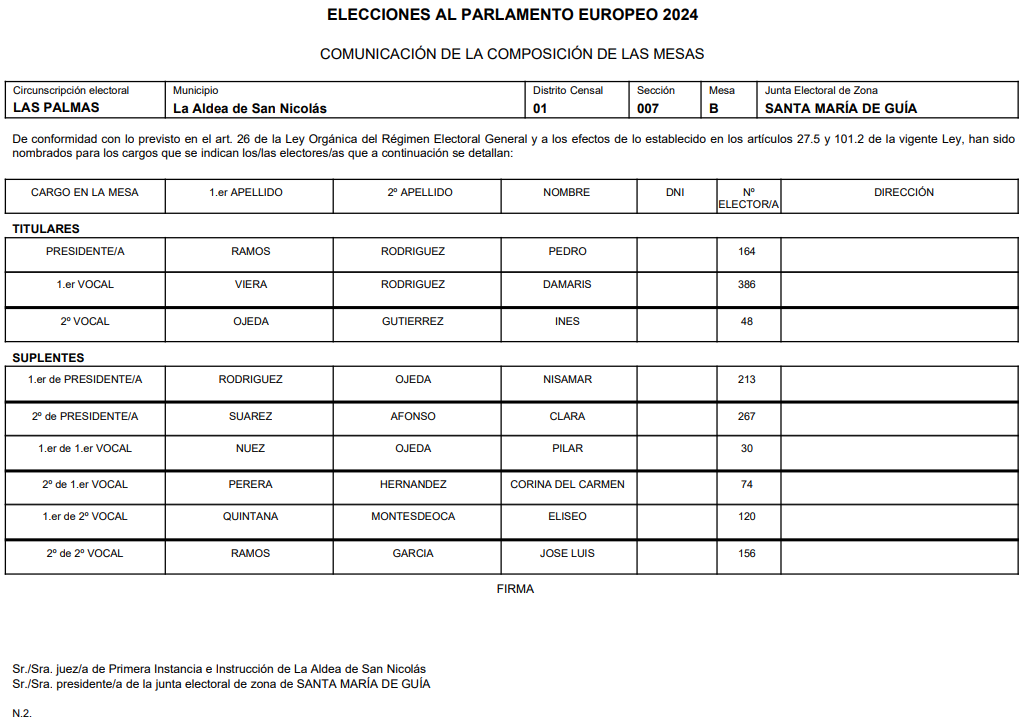 ELECCIONES AL PARLAMENTO EUROPEO 2024
COMUNICACIÓN DE LA COMPOSICIÓN DE LAS MESAS
Circunscripción electoral Municipio Distrito Censal Sección Mesa Junta Electoral de Zona
LAS PALMAS La Aldea de San Nicolás 01 007 B SANTA MARÍA DE GUÍA
De conformidad con lo previsto en el art. 26 de la Ley Orgánica del Régimen Electoral General y a los efectos de lo establecido en los artículos 27.5 y 101.2 de la vigente Ley, han sido
nombrados para los cargos que se indican los/las electores/as que a continuación se detallan:
CARGO EN LA MESA 1.er APELLIDO 2º APELLIDO NOMBRE DNI Nº ELECTOR/A DIRECCIÓN
TITULARES
PRESIDENTE/A RAMOS RODRIGUEZ PEDRO 164
1.er VOCAL VIERA RODRIGUEZ DAMARIS 386
2º VOCAL OJEDA GUTIERREZ INES 48
SUPLENTES
1.er de PRESIDENTE/A RODRIGUEZ OJEDA NISAMAR 213
2º de PRESIDENTE/A SUAREZ AFONSO CLARA 267
1.er de 1.er VOCAL NUEZ OJEDA PILAR 30
2º de 1.er VOCAL PERERA HERNANDEZ CORINA DEL CARMEN 74
1.er de 2º VOCAL QUINTANA MONTESDEOCA ELISEO 120
2º de 2º VOCAL RAMOS GARCIA JOSE LUIS 156
FIRMA
Sr./Sra. juez/a de Primera Instancia e Instrucción de La Aldea de San Nicolás
Sr./Sra. presidente/a de la junta electoral de zona de SANTA MARÍA DE GUÍA
N.2.